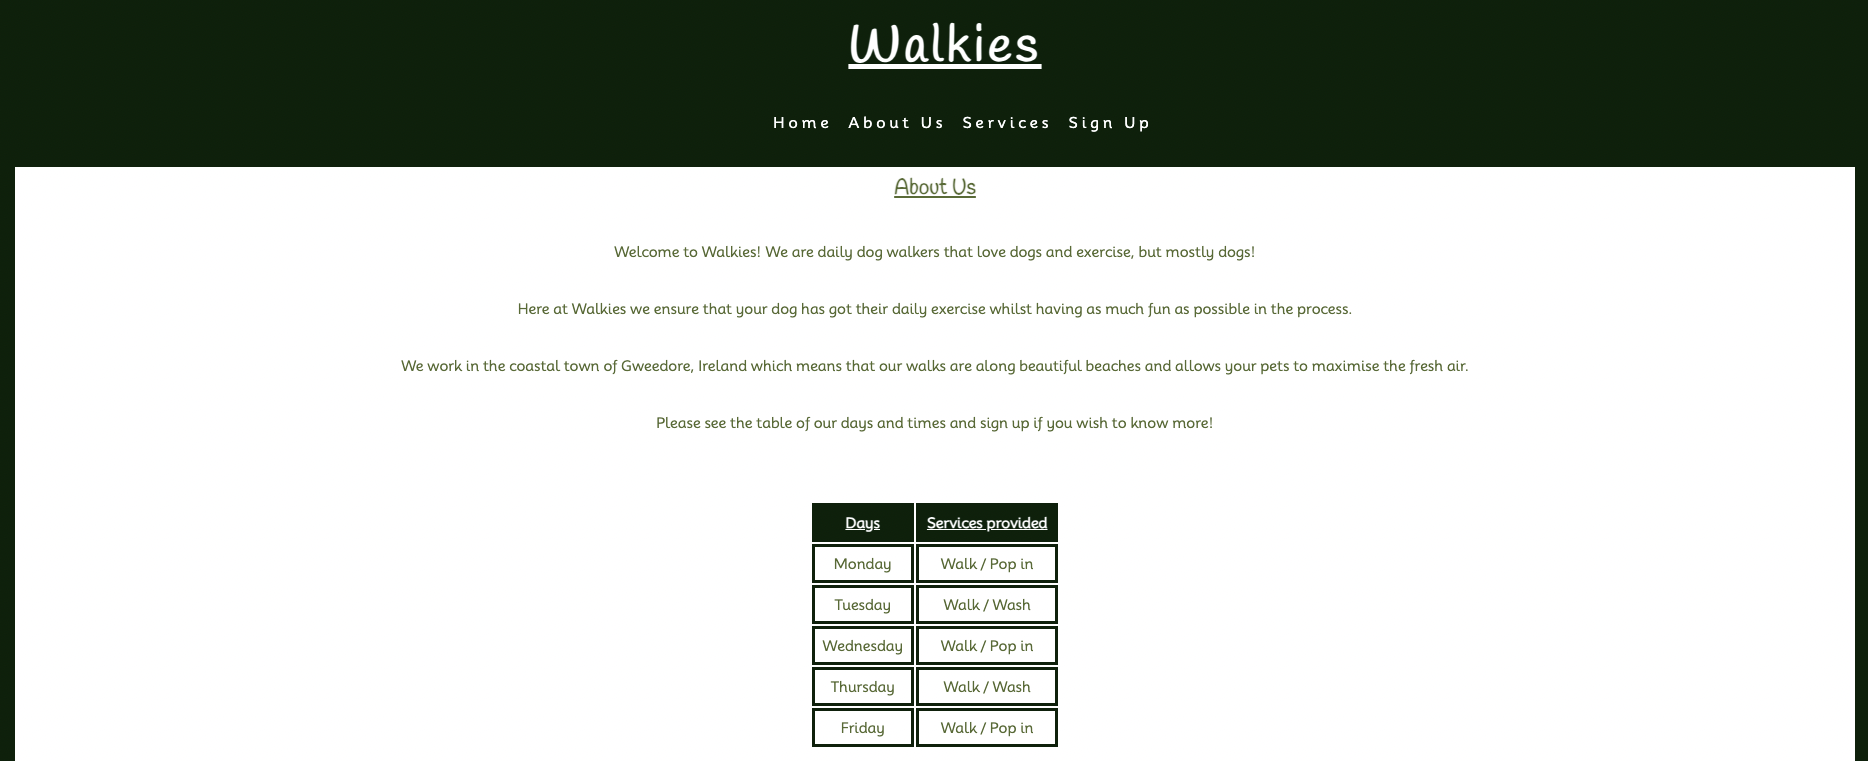 Walkies
Home About Us Services Sign Up
About Us
Welcome to Walkies! We are daily dog walkers that love dogs and exercise, but mostly dogs!
Here at Walkies we ensure that your dog has got their daily exercise whilst having as much fun as possible in the process.
We work in the coastal town of Gweedore, Ireland which means that our walks are along beautiful beaches and allows your pets to maximise the fresh air.
Please see the table of our days and times and sign up if you wish to know more!
Days Services provided
Monday Walk / Pop in
Tuesday Walk / Wash
Wednesday Walk / Pop in
Thursday Walk / Wash
Friday Walk / Pop in